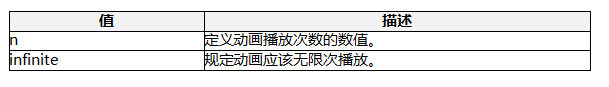 值 描述
n 定义动画播放次数的数值。
infinite 规定动画应该无限次播放。